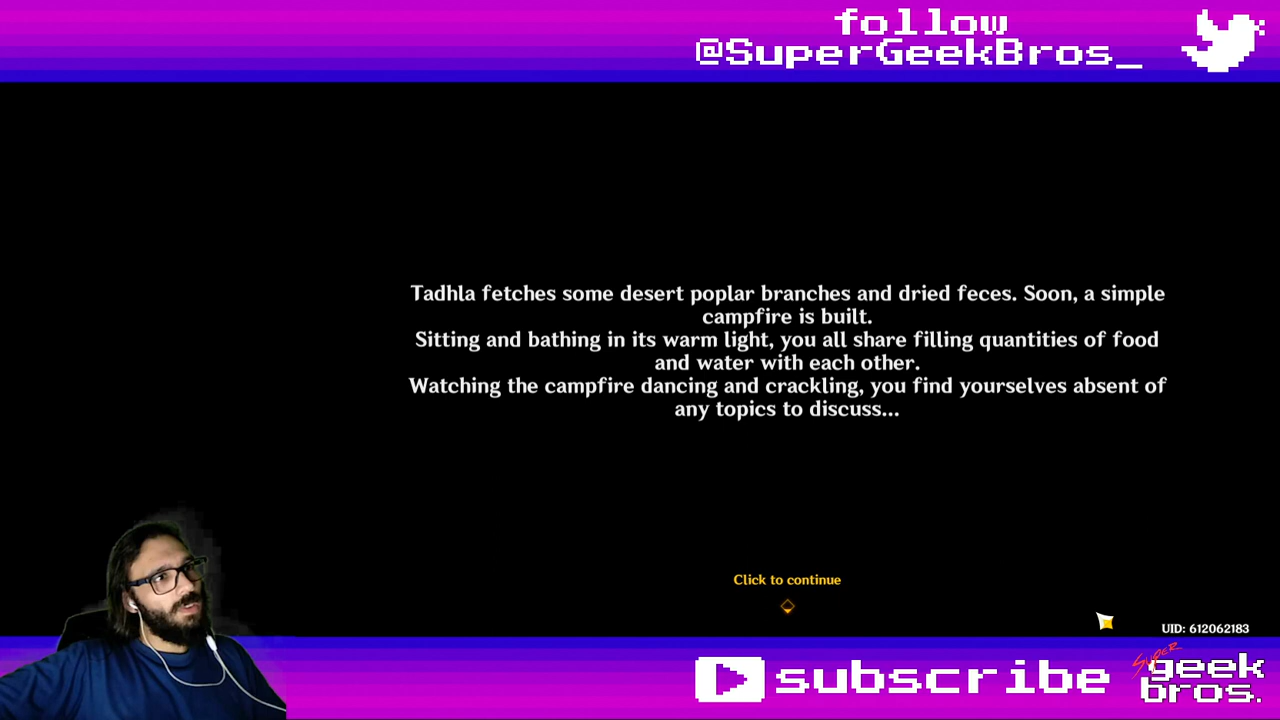 follow
@SuperGeekBros_
Tadhla fetches some desert poplar branches and dried feces. Soon, a simple
campfire is built.
Sitting and bathing in its warm light, you all share filling quantities of food
and water with each other.
Watching the campfire dancing and crackling, you find yourselves absent of
any topics to discuss...
Click to continue
UID: 612062183
subscribe
SUPER
geek
bros.